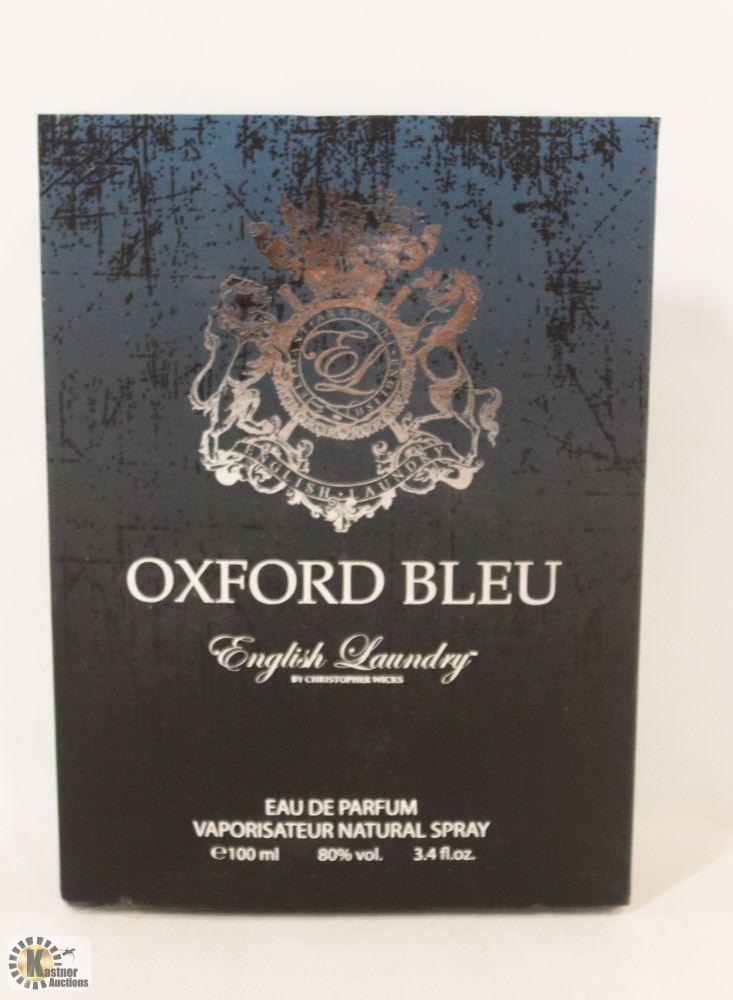 EL
ENGLISH · LAUNDRY
OXFORD BLEU
English Laundry
BY CHRISTOPHER WICKS
EAU DE PARFUM
VAPORISATEUR NATURAL SPRAY
℮100 ml 80% vol. 3.4 fl.oz.
Kastner
Auctions